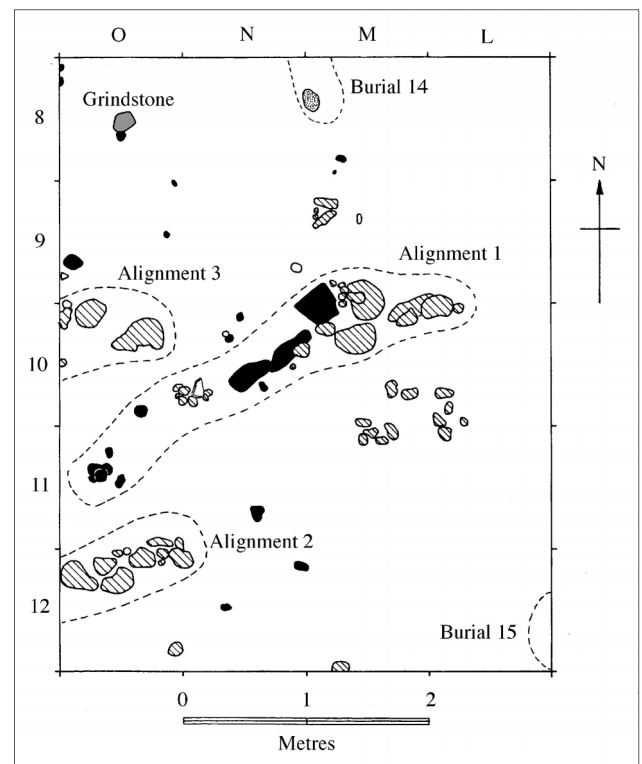 O N M L
Burial 14
Grindstone
8
N
9
Alignment 1
Alignment 3
10
11
Alignment 2
12
Burial 15
0 1 2
Metres